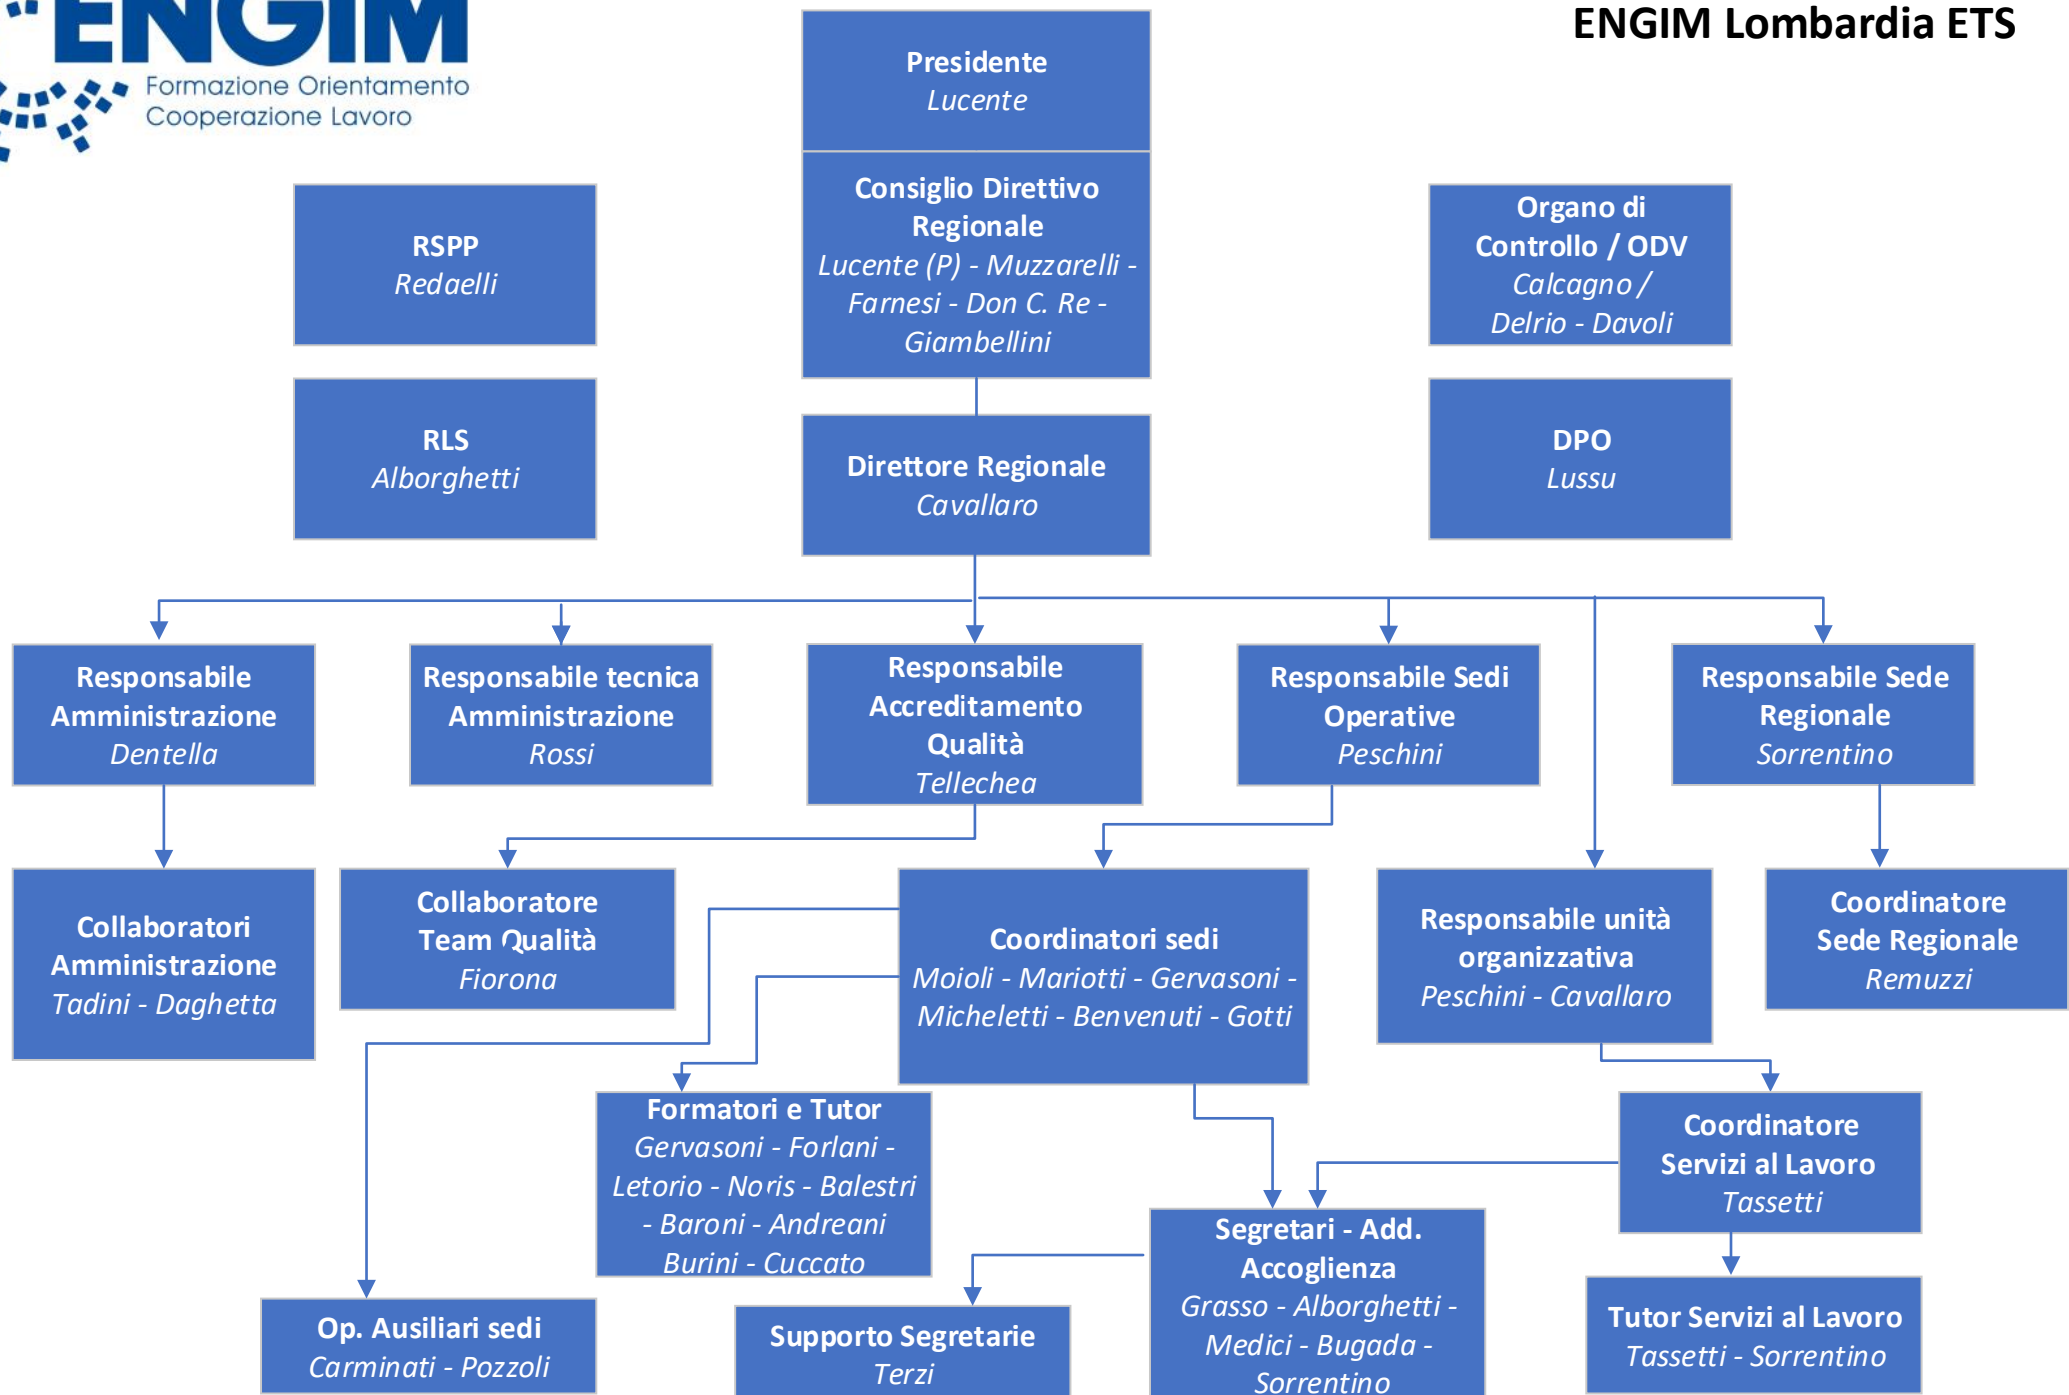 ENGIM
Formazione Orientamento
Cooperazione Lavoro
ENGIM Lombardia ETS
Presidente
Lucente
Consiglio Direttivo
Regionale
Lucente (P) - Muzzarelli -
Farnesi - Don C. Re -
Giambellini
RSPP
Redaelli
Organo di
Controllo / ODV
Calcagno /
Delrio - Davoli
RLS
Alborghetti
Direttore Regionale
Cavallaro
DPO
Lussu
Responsabile
Amministrazione
Dentella
Responsabile tecnica
Amministrazione
Rossi
Responsabile
Accreditamento
Qualità
Tellechea
Responsabile Sedi
Operative
Peschini
Responsabile Sede
Regionale
Sorrentino
Collaboratori
Amministrazione
Tadini - Daghetta
Collaboratore
Team Qualità
Fiorona
Coordinatori sedi
Moioli - Mariotti - Gervasoni -
Micheletti - Benvenuti - Gotti
Responsabile unità
organizzativa
Peschini - Cavallaro
Coordinatore
Sede Regionale
Remuzzi
Formatori e Tutor
Gervasoni - Forlani -
Letorio - Noris - Balestri
- Baroni - Andreani
Burini - Cuccato
Coordinatore
Servizi al Lavoro
Tassetti
Op. Ausiliari sedi
Carminati - Pozzoli
Supporto Segretarie
Terzi
Segretari - Add.
Accoglienza
Grasso - Alborghetti -
Medici - Bugada -
Sorrentino
Tutor Servizi al Lavoro
Tassetti - Sorrentino